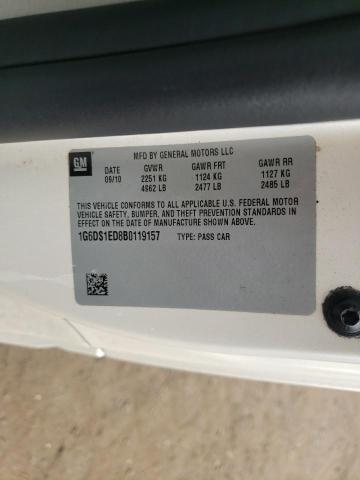 GM
MFD BY GENERAL MOTORS LLC
DATE GVWR GAWR FRT GAWR RR
09/10 2251 KG 1124 KG 1127 KG
4962 LB 2477 LB 2485 LB
THIS VEHICLE CONFORMS TO ALL APPLICABLE U.S. FEDERAL MOTOR
VEHICLE SAFETY, BUMPER, AND THEFT PREVENTION STANDARDS IN
EFFECT ON THE DATE OF MANUFACTURE SHOWN ABOVE.
1G6DS1ED8B0119157 TYPE: PASS CAR